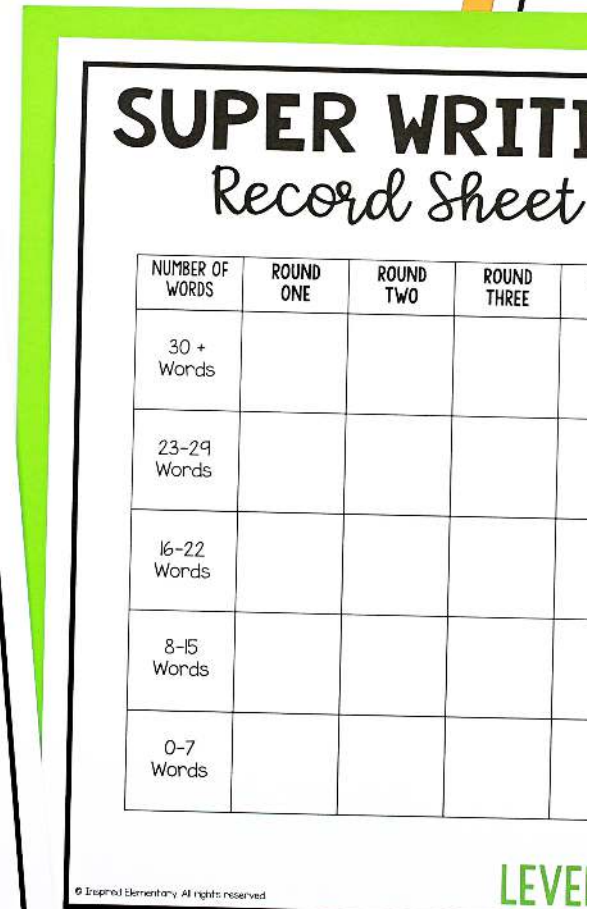 SUPER WRITI
Record Sheet
NUMBER OF WORDS
ROUND ONE
ROUND TWO
ROUND THREE
30 +
Words
23-29
Words
16-22
Words
8-15
Words
0-7
Words
LEVEL
© Inspired Elementary. All rights reserved